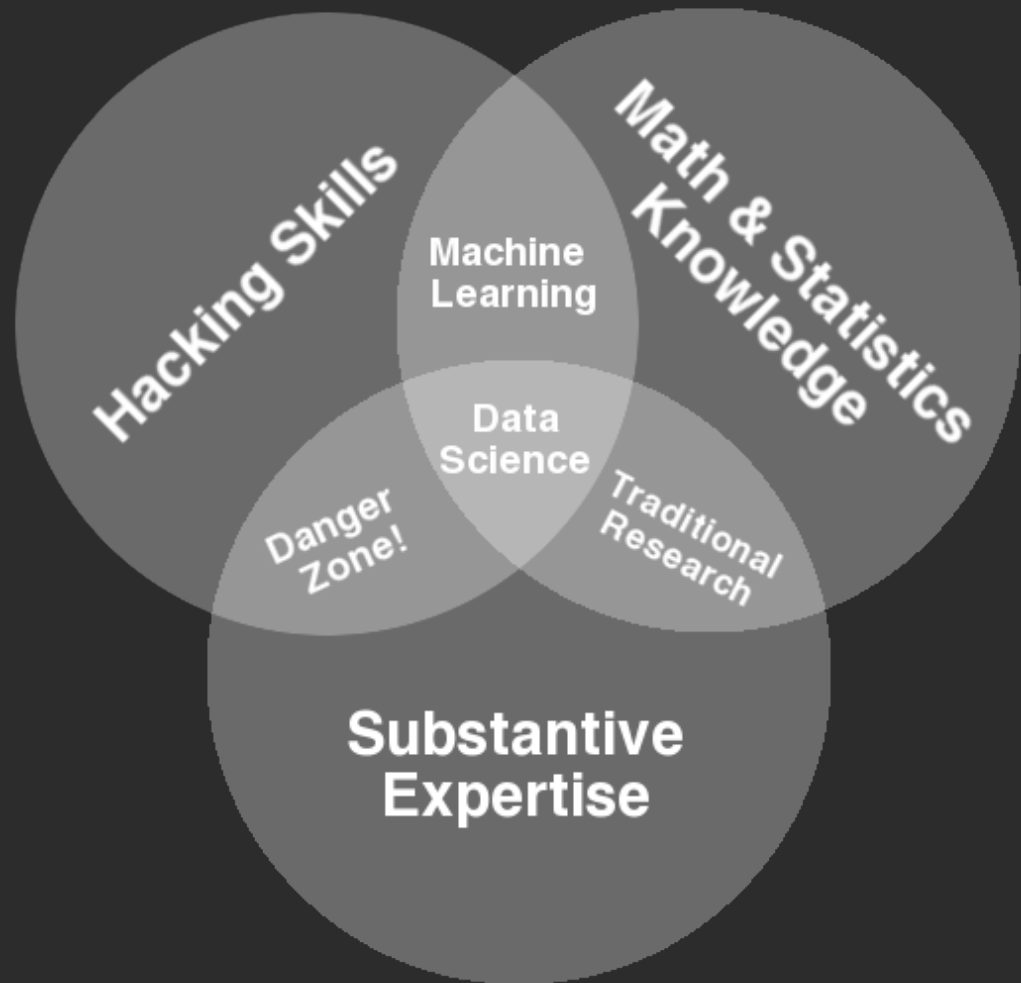 Hacking Skills
Math & Statistics
Knowledge
Machine
Learning
Data
Science
Danger
Zone!
Traditional
Research
Substantive
Expertise